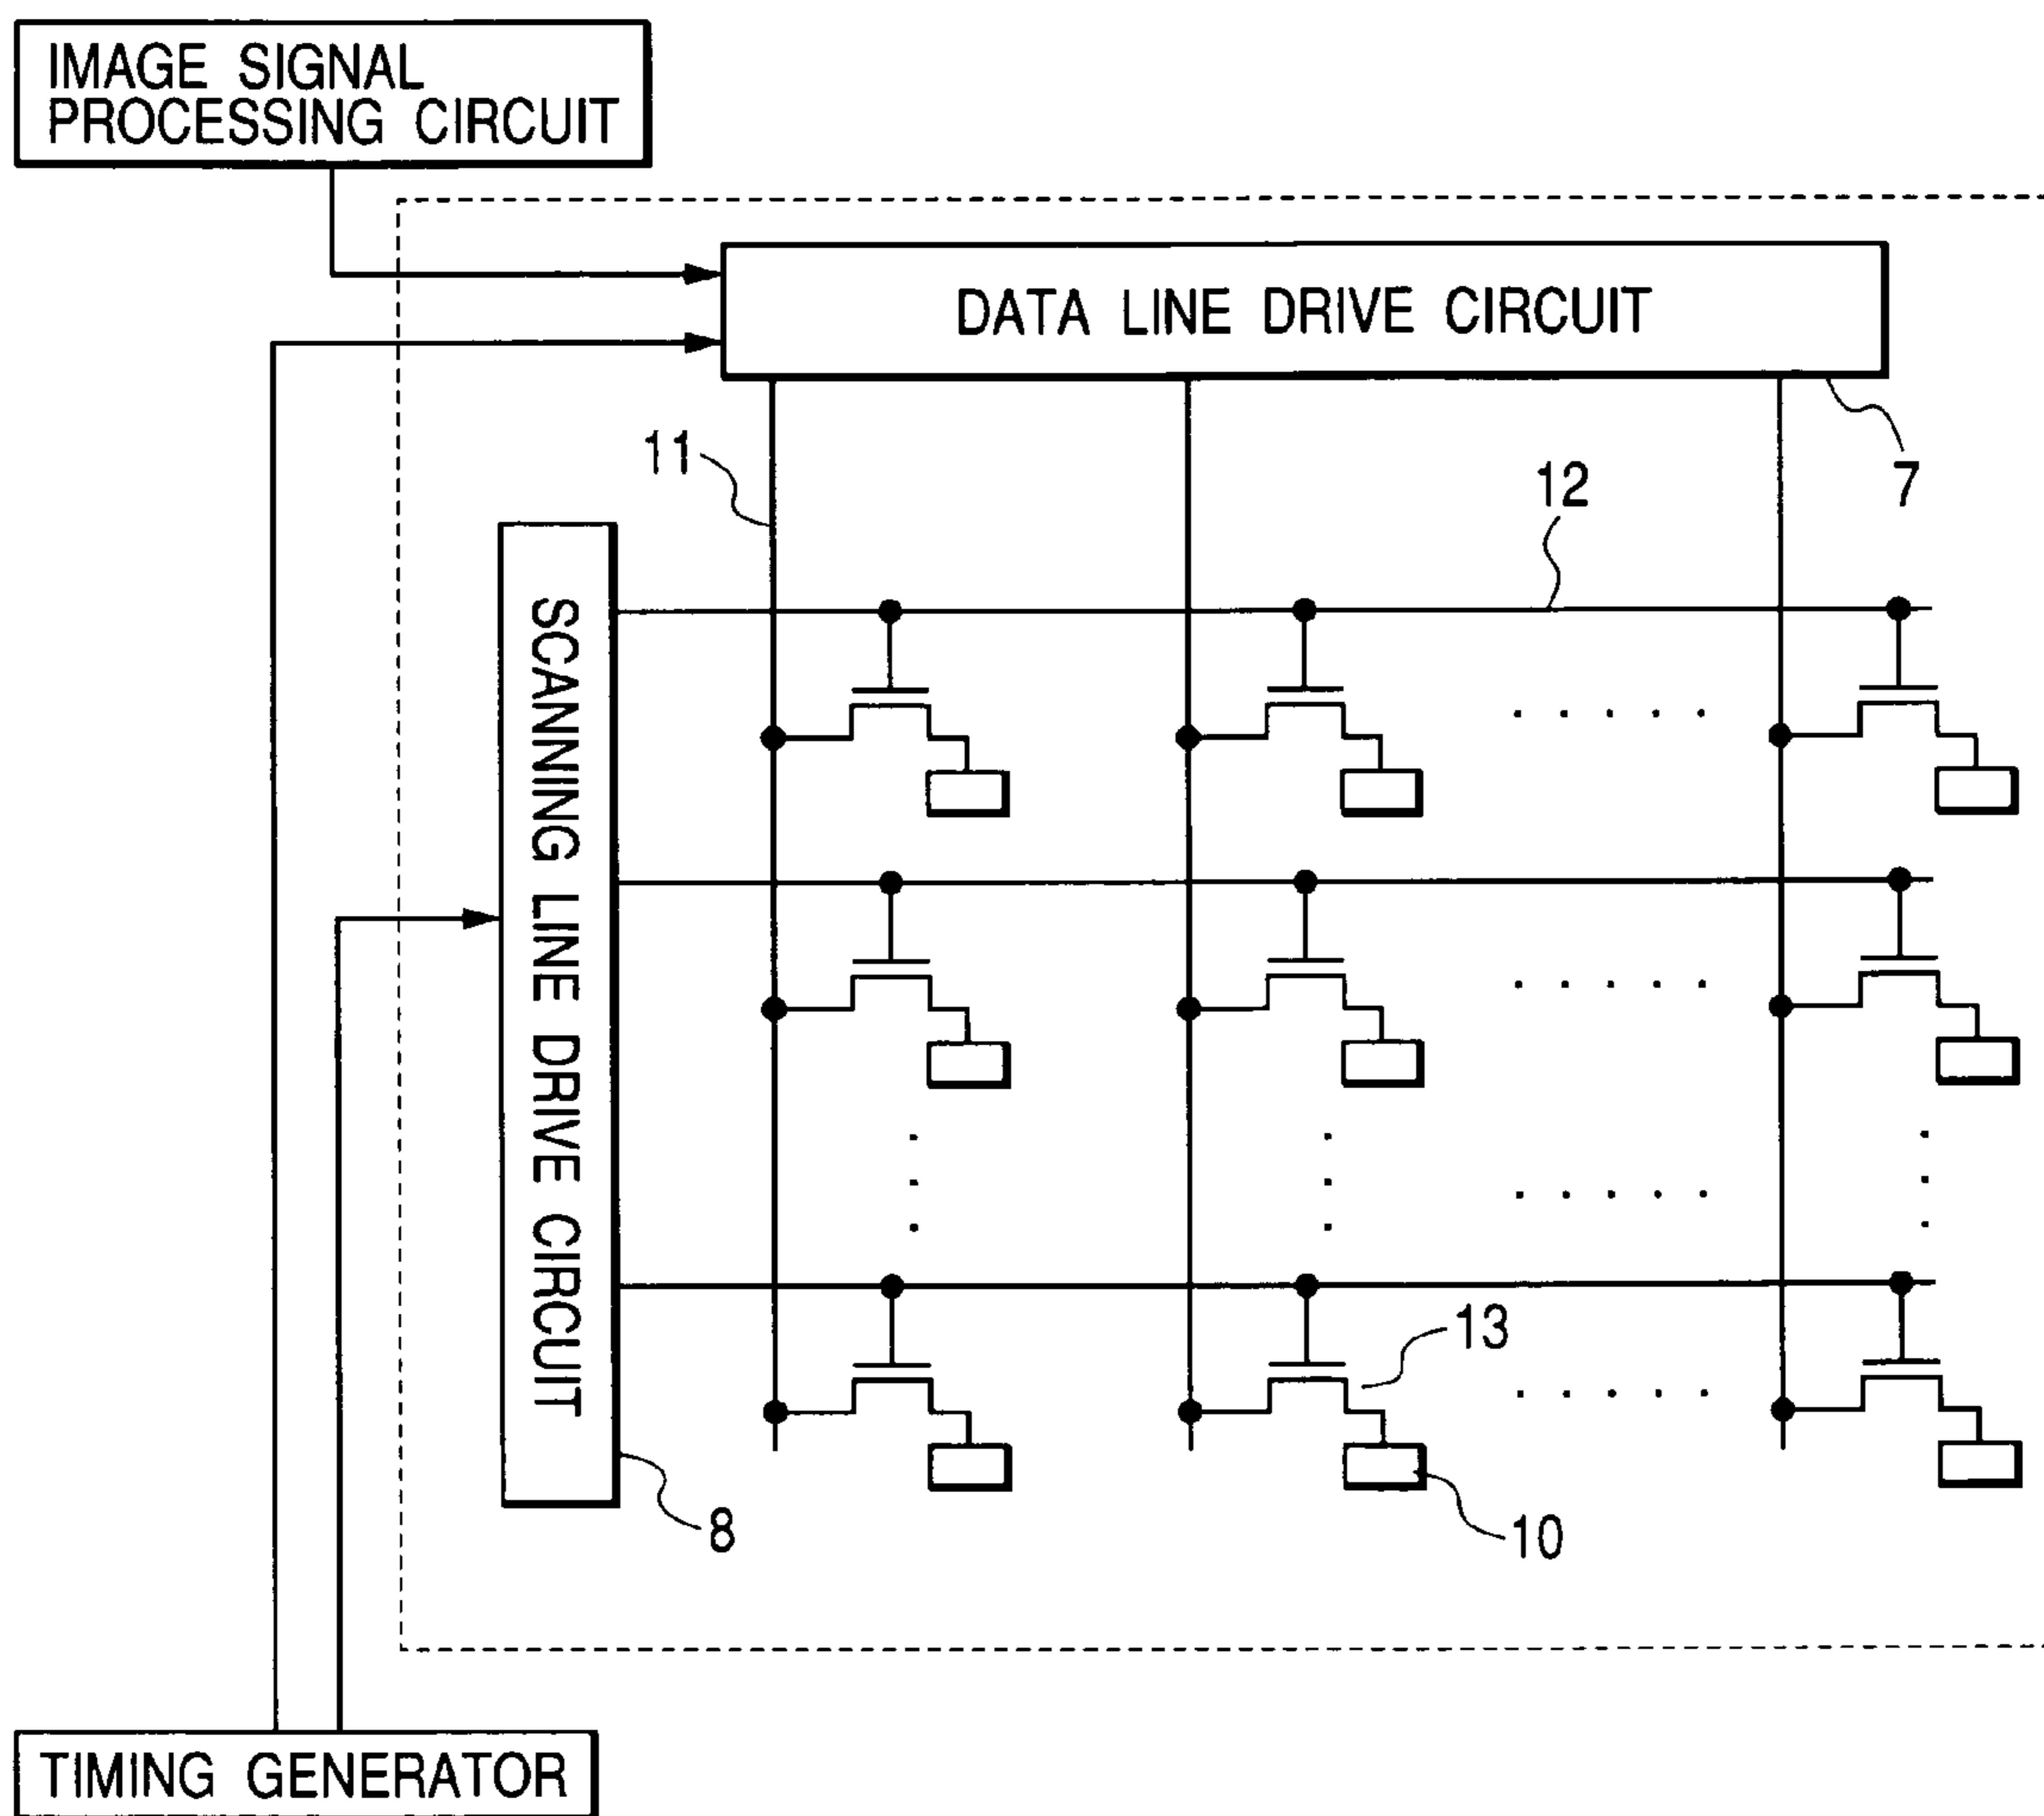 IMAGE SIGNAL
PROCESSING CIRCUIT
DATA LINE DRIVE CIRCUIT
11
12
7
SCANNING LINE DRIVE CIRCUIT
13
8
10
TIMING GENERATOR